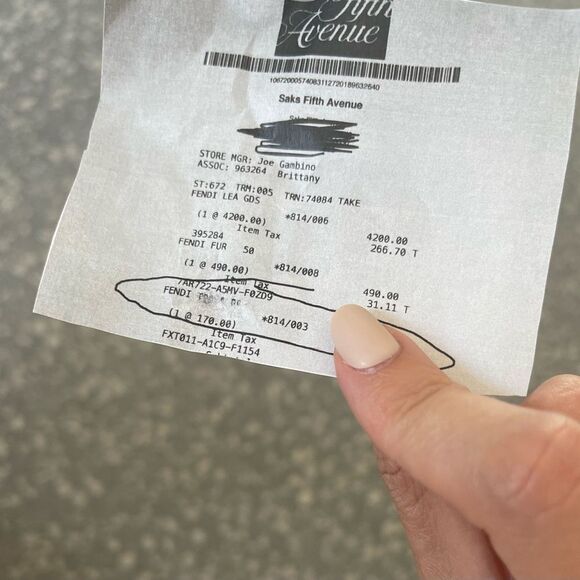 Fifth
Avenue
10672000574083112720189632640
Saks Fifth Avenue
STORE MGR: Joe Gambino
ASSOC: 963264 Brittany
ST:672 TRM:005 TRN:74084 TAKE
FENDI LEA GDS
(1 @ 4200.00) *814/006 4200.00
Item Tax 266.70 T
395284
FENDI FUR 50
(1 @ 490.00) *814/008 490.00
Item Tax 31.11 T
7AR722-A5MV-F0ZD9
FENDI
(1 @ 170.00) *814/003
Item Tax
FXT011-A1C9-F1154